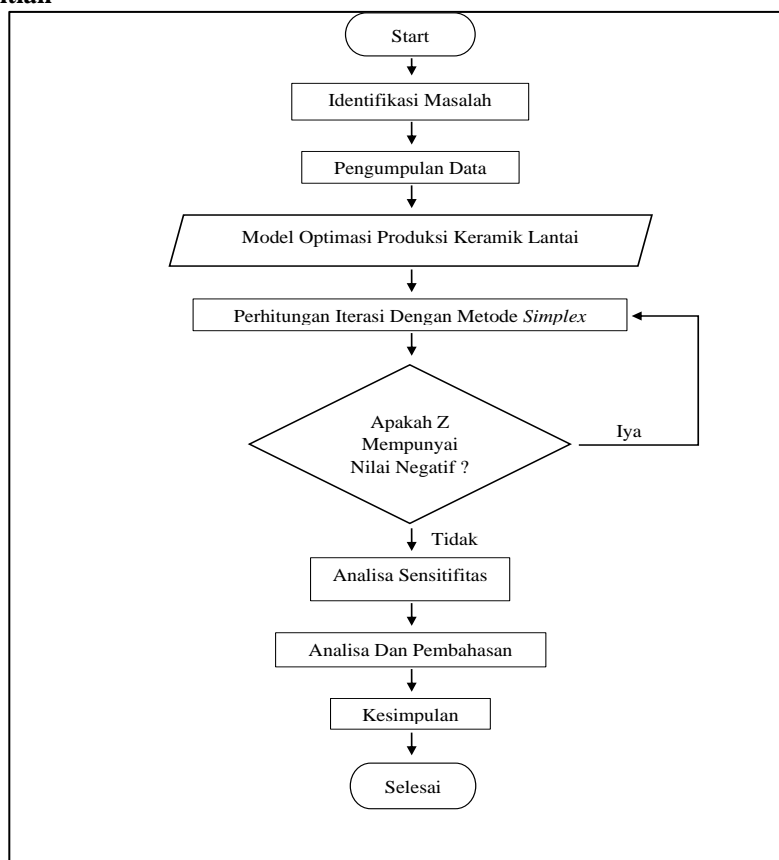 Start
Identifikasi Masalah
Pengumpulan Data
Model Optimasi Produksi Keramik Lantai
Perhitungan Iterasi Dengan Metode Simplex
Apakah Z
Mempunyai
Nilai Negatif ?
Iya
Tidak
Analisa Sensitifitas
Analisa Dan Pembahasan
Kesimpulan
Selesai